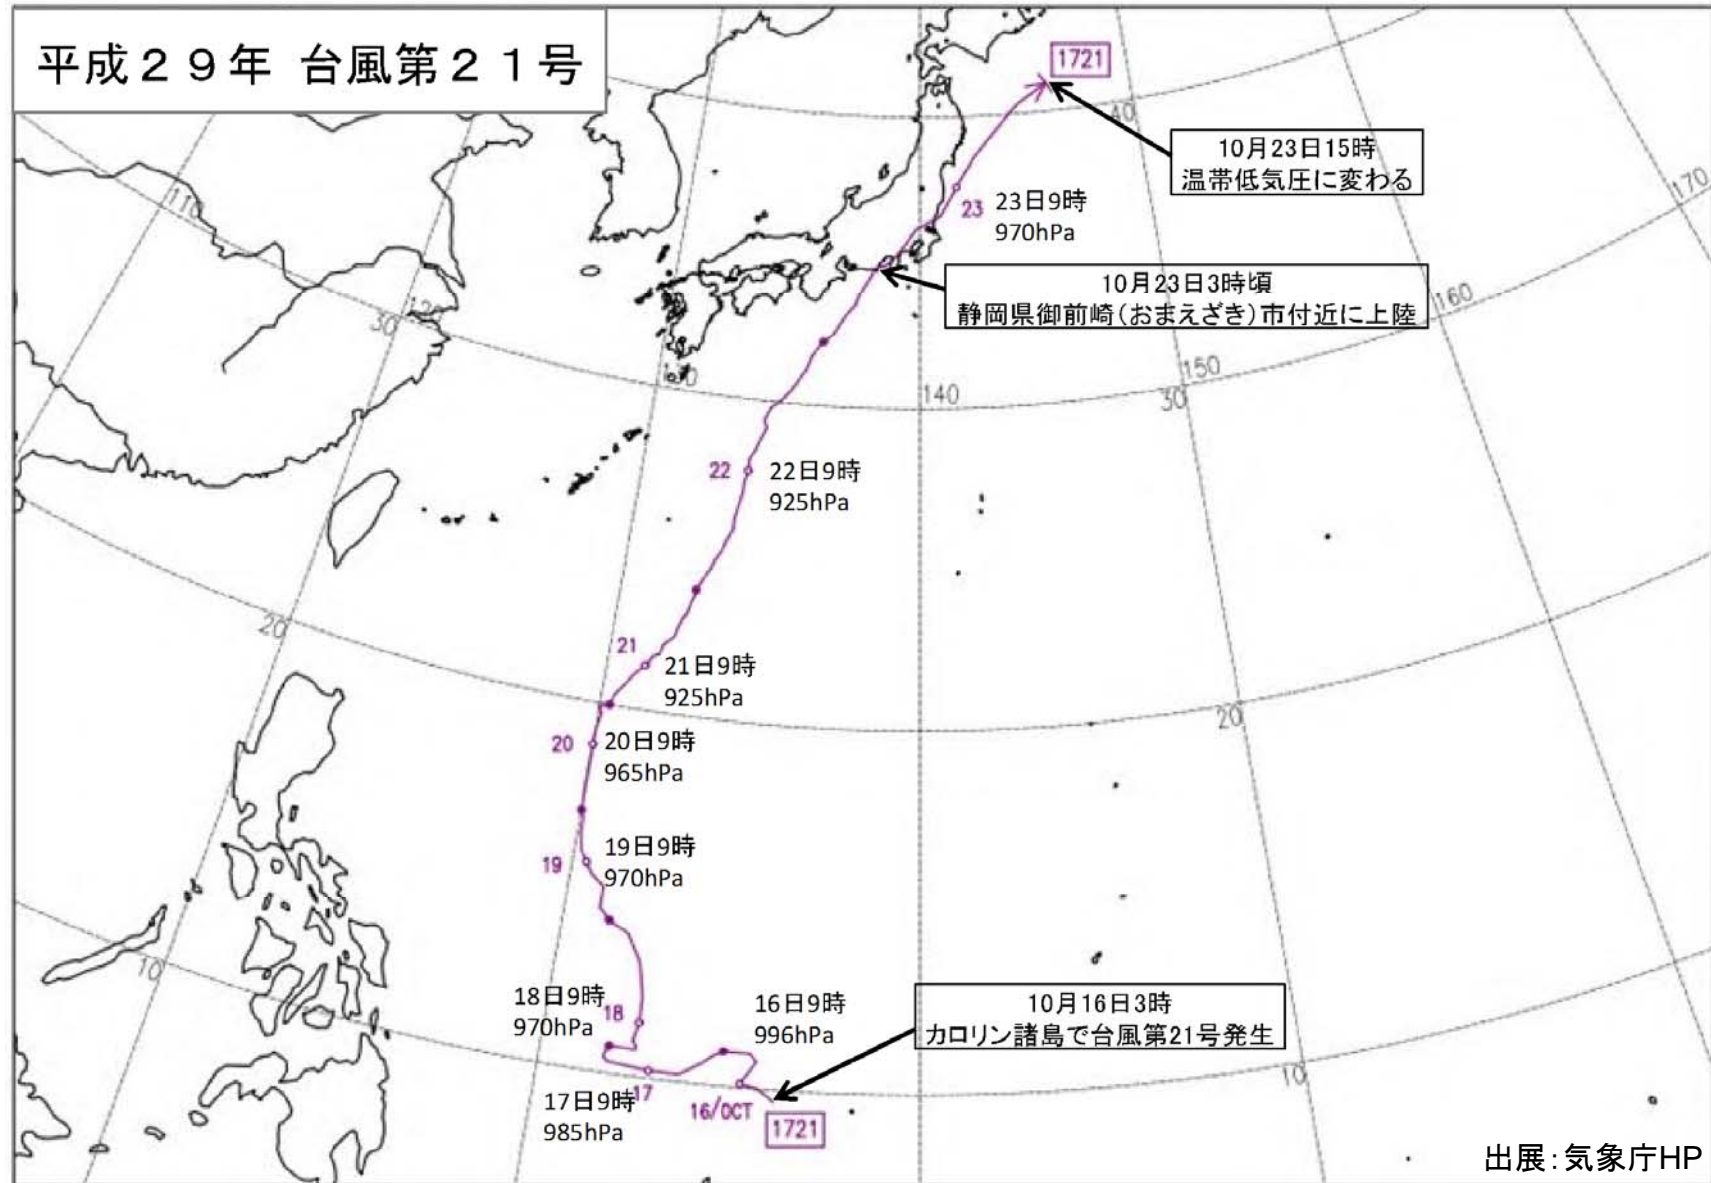 平成２９年 台風第２１号
1721
40
10月23日15時
温帯低気圧に変わる
170
110
23
23日9時
970hPa
10月23日3時頃
静岡県御前崎(おまえざき)市付近に上陸
160
120
30
150
130
140
30
22
22日9時
925hPa
20
21
21日9時
925hPa
20
20
20日9時
965hPa
19
19日9時
970hPa
10
18日9時
970hPa
18
16日9時
996hPa
10月16日3時
カロリン諸島で台風第21号発生
10
17
17日9時
985hPa
16/OCT
1721
出展：気象庁HP